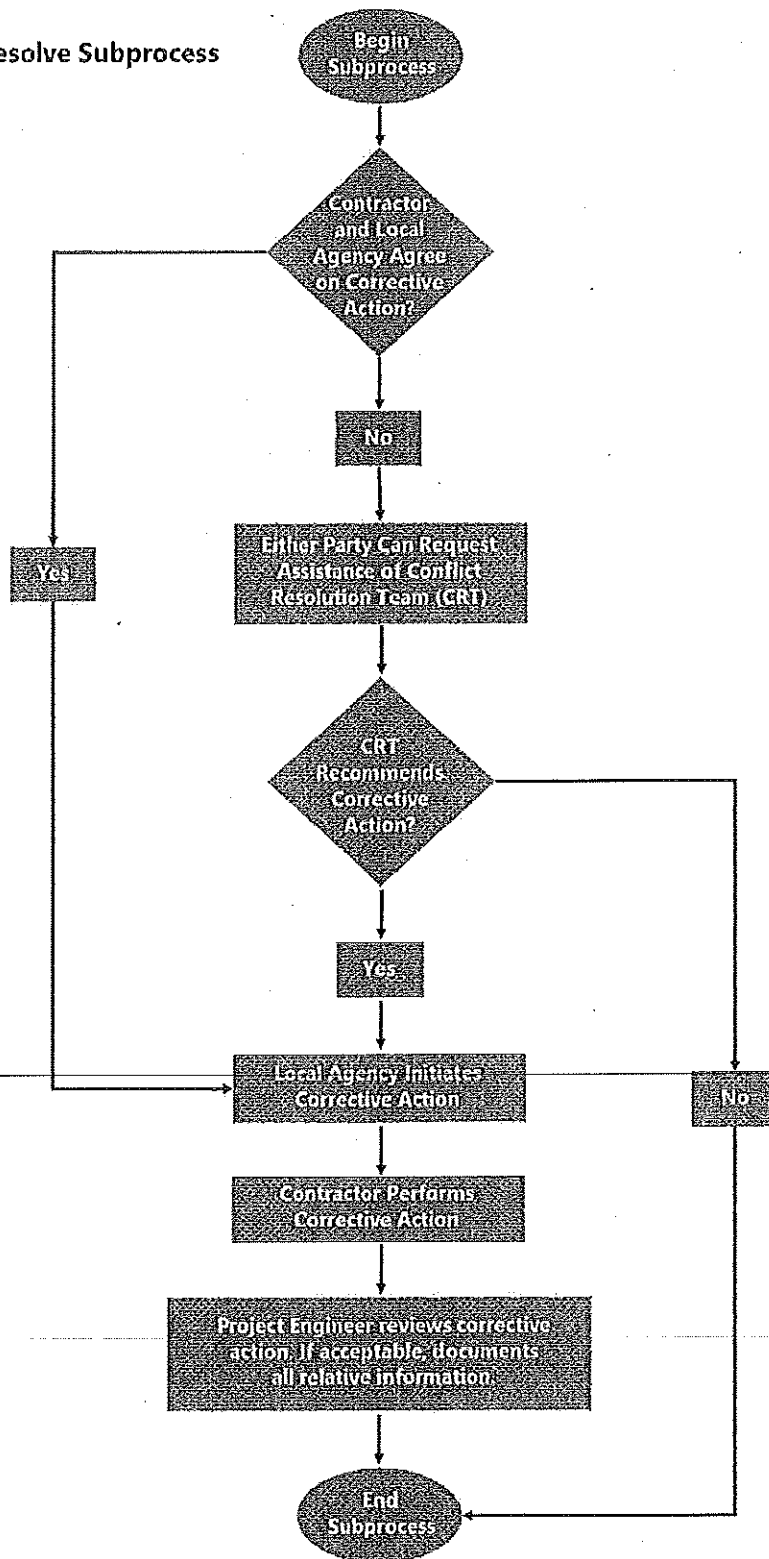 esolve Subprocess
Begin
Subprocess
Contractor
and Local
Agency Agree
on Corrective
Action?
No
Yes
Either Party Can Request
Assistance of Conflict
Resolution Team (CRT)
CRT
Recommends
Corrective
Action?
Yes
Local Agency Initiates
Corrective Action
No
Contractor Performs
Corrective Action
Project Engineer reviews corrective
action. If acceptable, documents
all relative information.
End
Subprocess